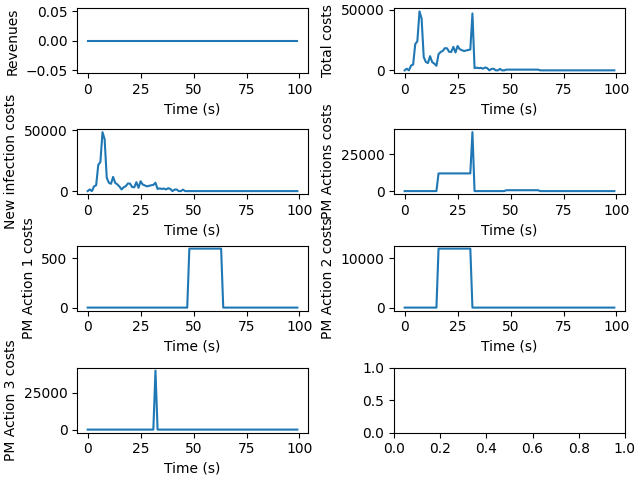 Revenues
0.05
0.00
−0.05
0 25 50 75 100
Time (s)
Total costs
50000
0
0 25 50 75 100
Time (s)
New infection costs
50000
0
0 25 50 75 100
Time (s)
PM Actions costs
25000
0
0 25 50 75 100
Time (s)
PM Action 1 costs
500
0
0 25 50 75 100
Time (s)
PM Action 2 costs
10000
0
0 25 50 75 100
Time (s)
PM Action 3 costs
25000
0
0 25 50 75 100
Time (s)
1.0
0.5
0.0
0.0 0.2 0.4 0.6 0.8 1.0